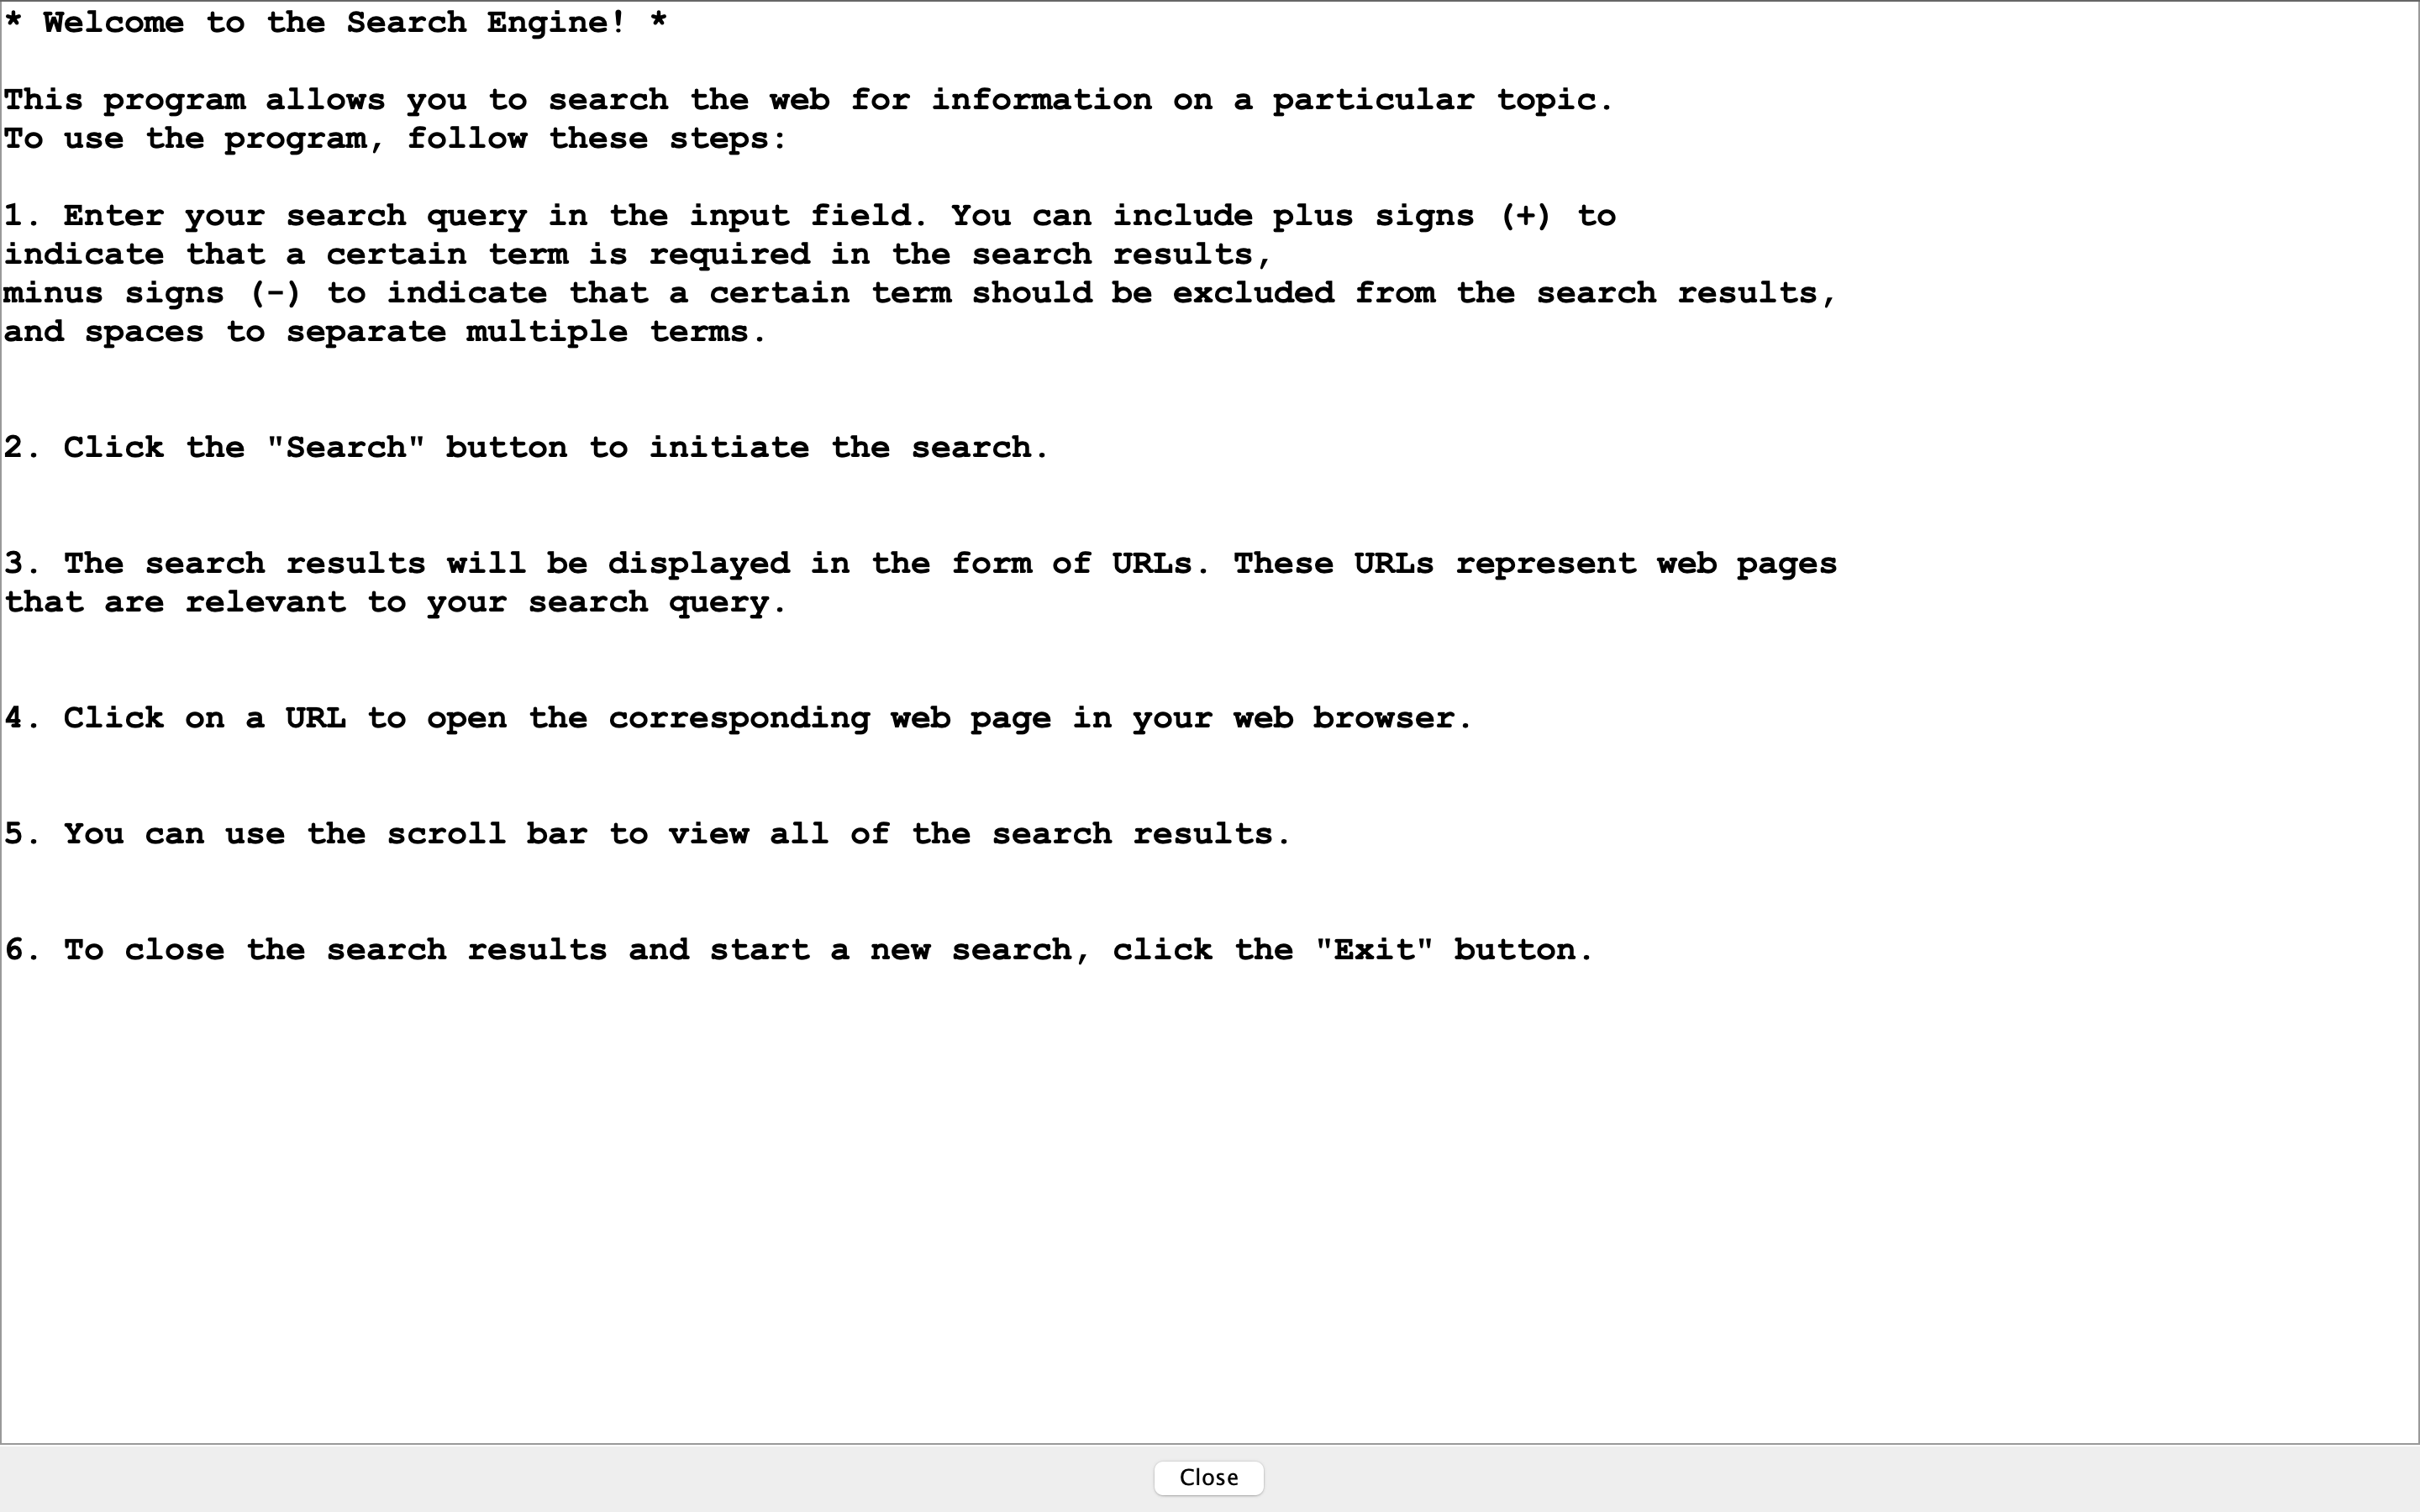 * Welcome to the Search Engine! *
This program allows you to search the web for information on a particular topic.
To use the program, follow these steps:
1. Enter your search query in the input field. You can include plus signs (+) to
indicate that a certain term is required in the search results,
minus signs (-) to indicate that a certain term should be excluded from the search results,
and spaces to separate multiple terms.
2. Click the "Search" button to initiate the search.
3. The search results will be displayed in the form of URLs. These URLs represent web pages
that are relevant to your search query.
4. Click on a URL to open the corresponding web page in your web browser.
5. You can use the scroll bar to view all of the search results.
6. To close the search results and start a new search, click the "Exit" button.
Close